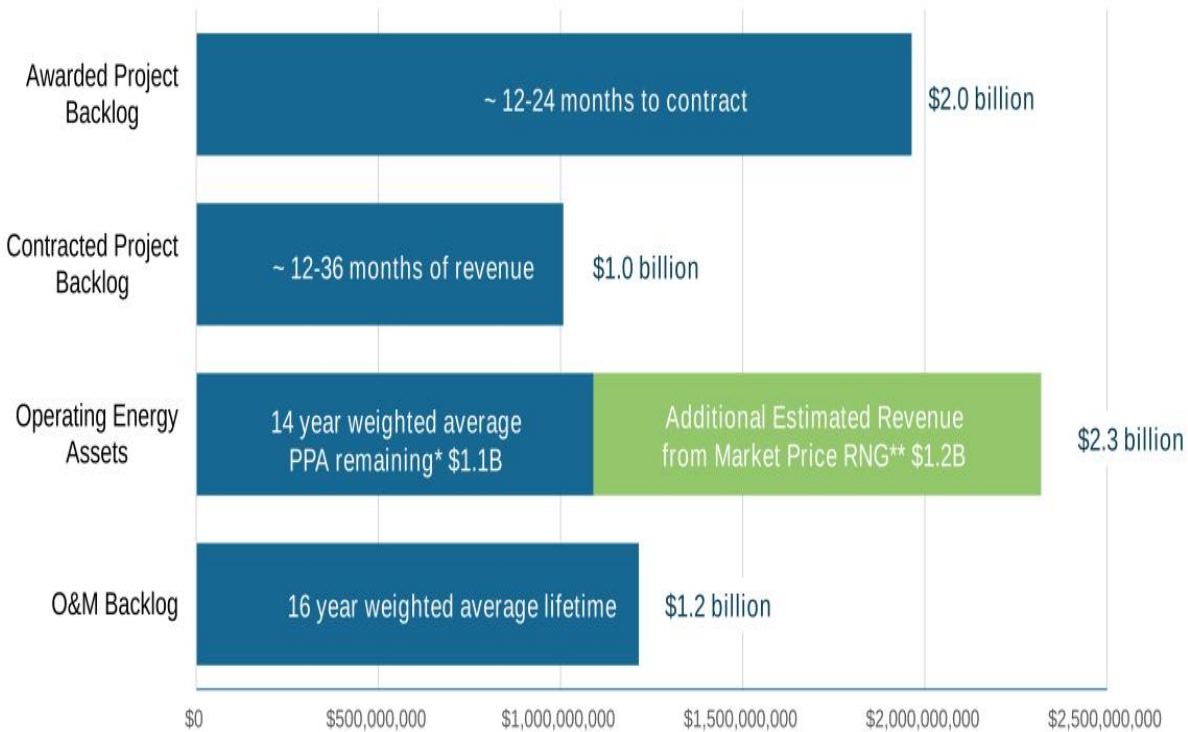 Awarded Project
Backlog
~ 12-24 months to contract
$2.0 billion
Contracted Project
Backlog
~ 12-36 months of revenue
$1.0 billion
Operating Energy
Assets
14 year weighted average
PPA remaining* $1.1B
Additional Estimated Revenue
from Market Price RNG** $1.2B
$2.3 billion
O&M Backlog
16 year weighted average lifetime
$1.2 billion
$0
$500,000,000
$1,000,000,000
$1,500,000,000
$2,000,000,000
$2,500,000,000